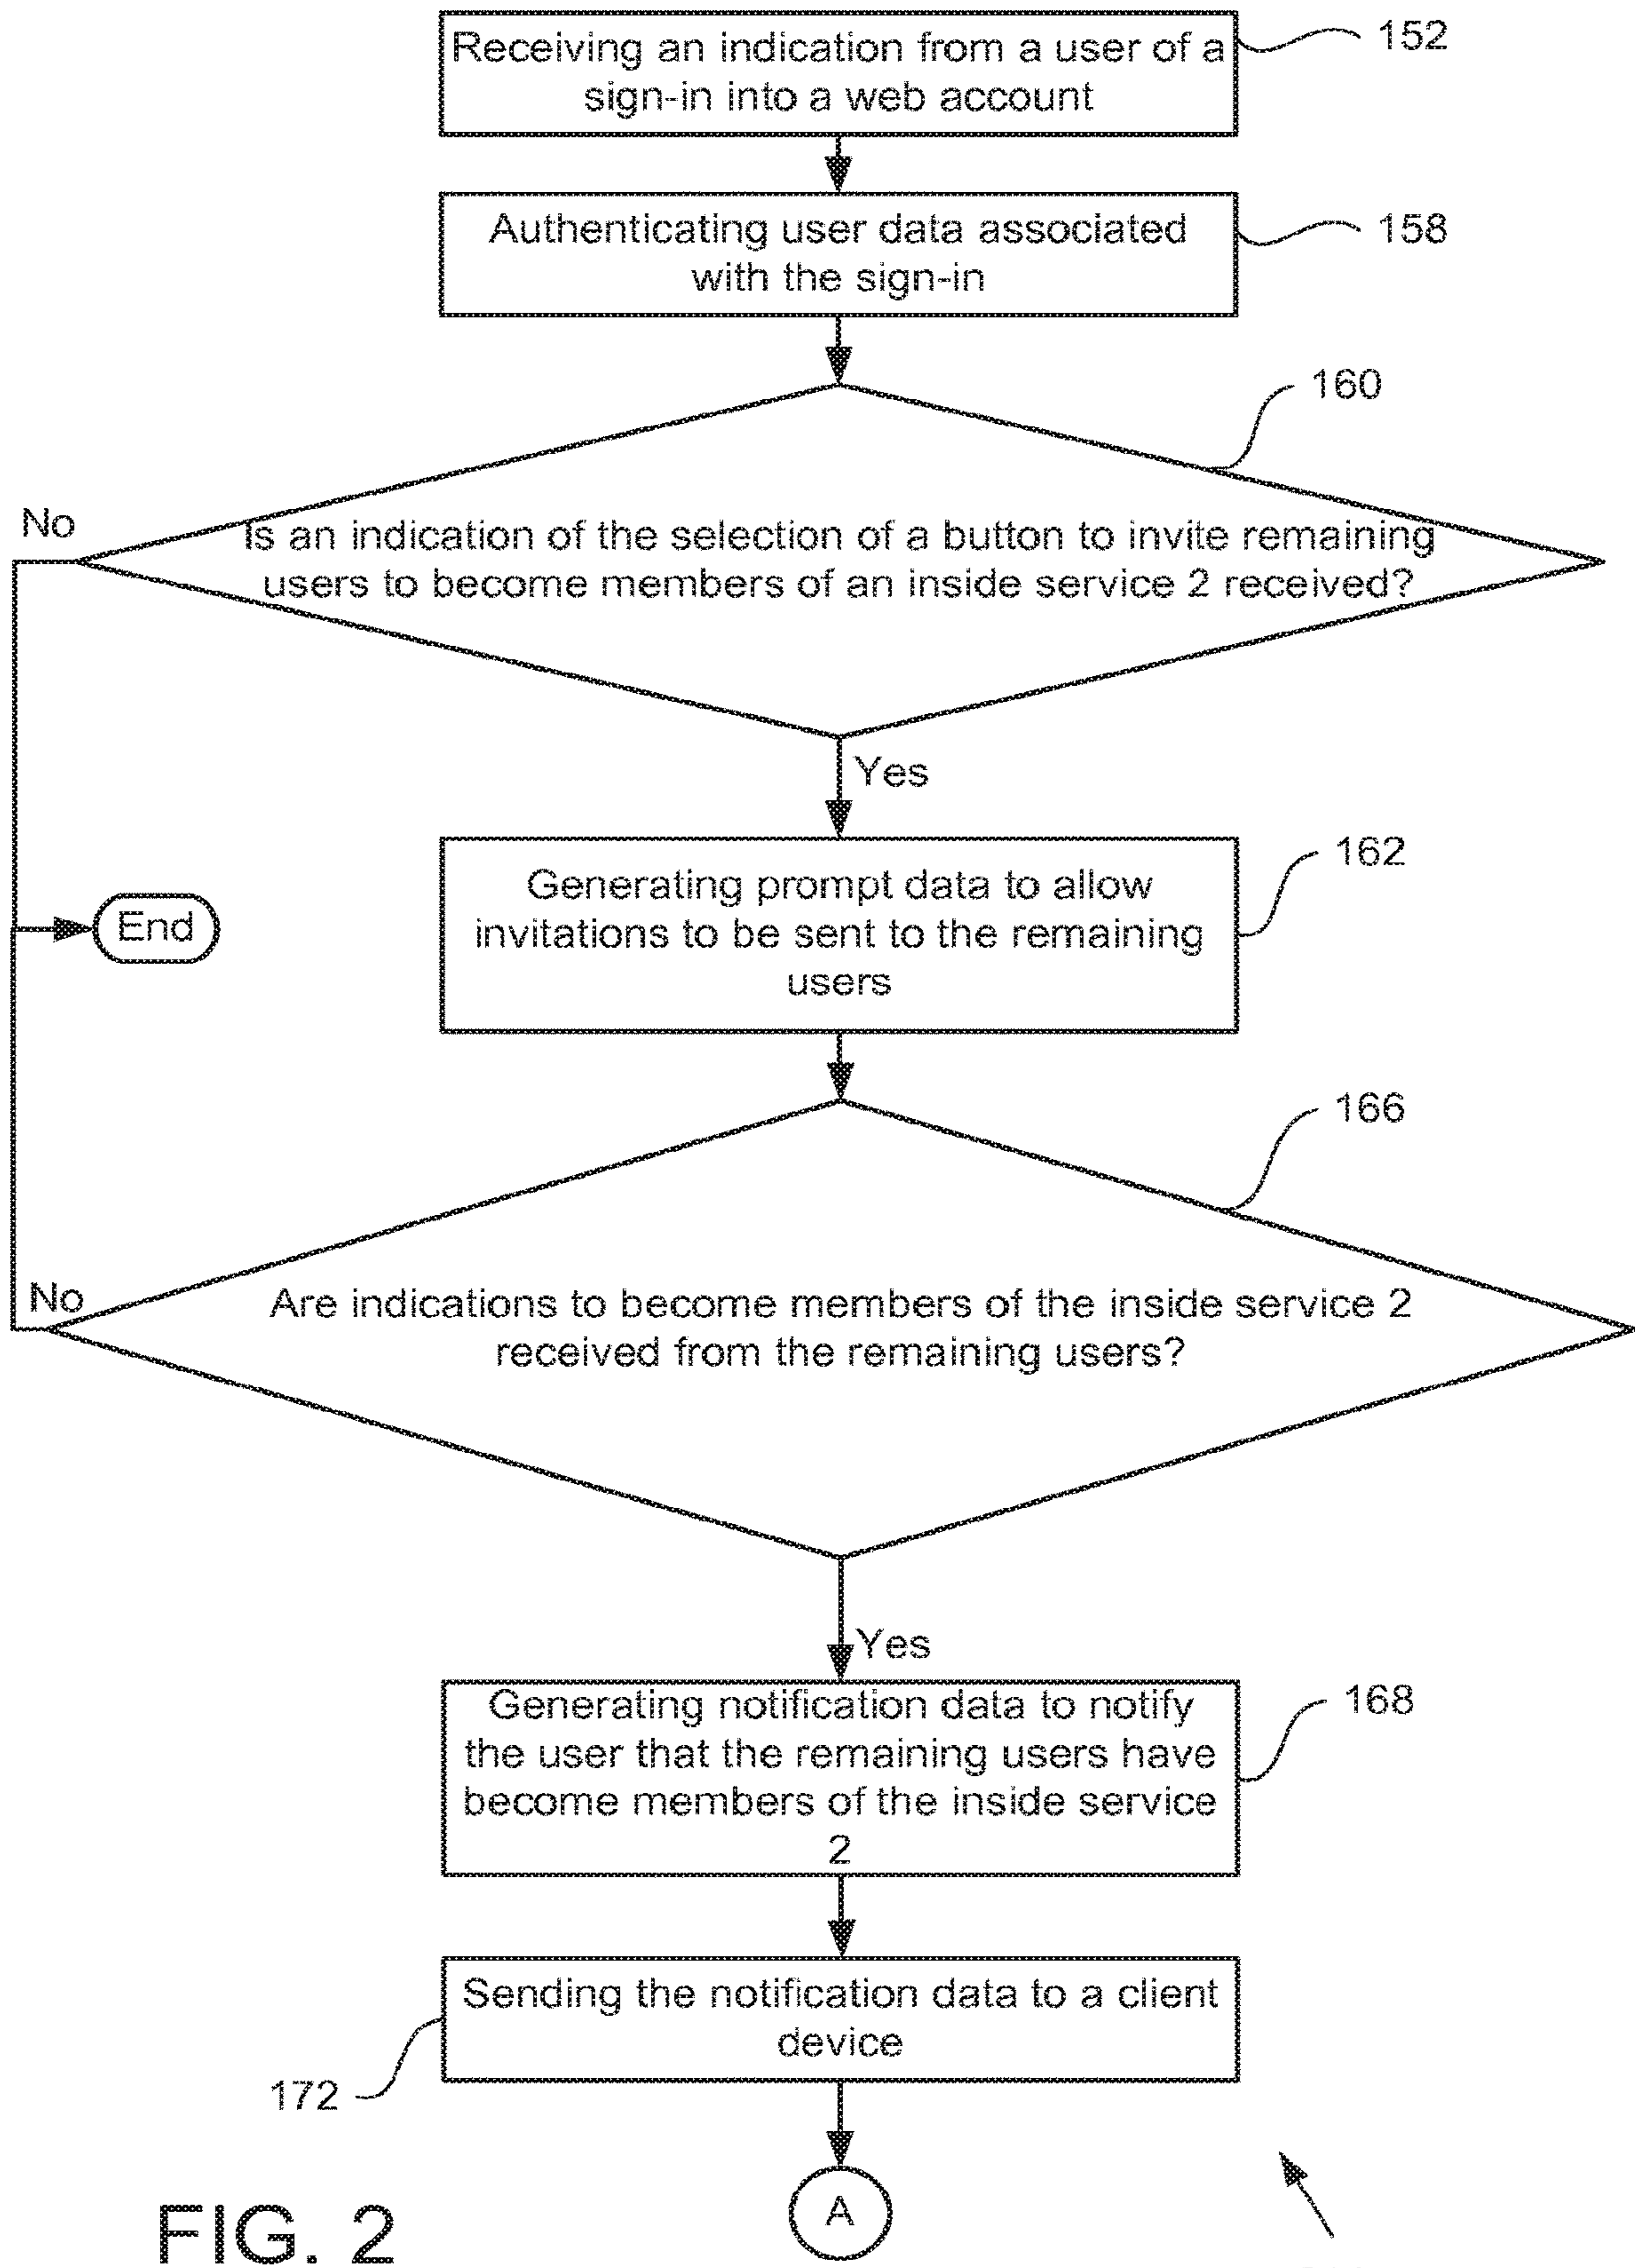 Receiving an indication from a user of a
sign-in into a web account
152
Authenticating user data associated
with the sign-in
158
160
No
Is an indication of the selection of a button to invite remaining
users to become members of an inside service 2 received?
Yes
162
Generating prompt data to allow
invitations to be sent to the remaining
users
End
166
No
Are indications to become members of the inside service 2
received from the remaining users?
Yes
Generating notification data to notify
the user that the remaining users have
become members of the inside service
2
168
Sending the notification data to a client
device
172
A
FIG. 2